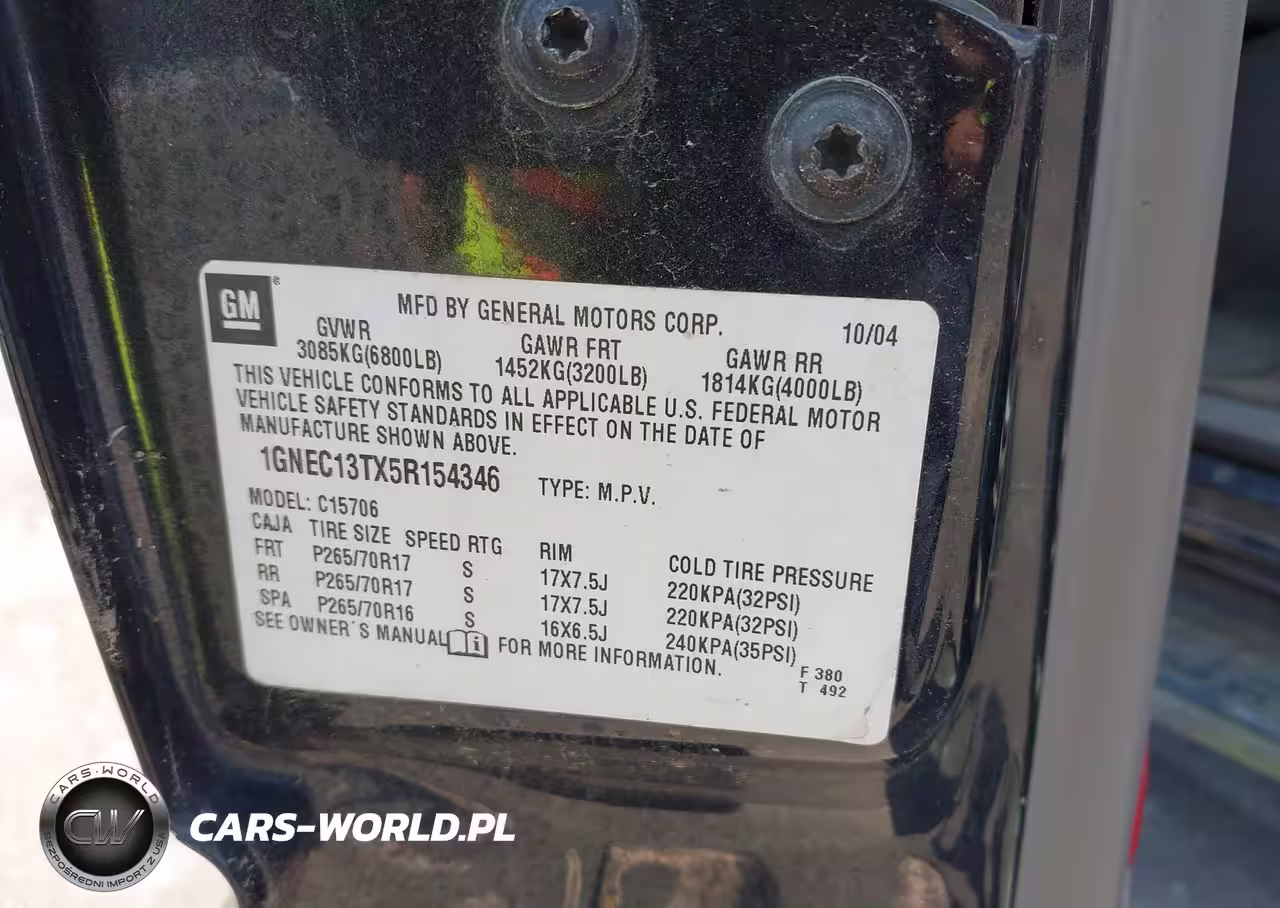 GM
MFD BY GENERAL MOTORS CORP.
10/04
GVWR GAWR FRT GAWR RR
3085KG(6800LB) 1452KG(3200LB) 1814KG(4000LB)
THIS VEHICLE CONFORMS TO ALL APPLICABLE U.S. FEDERAL MOTOR
VEHICLE SAFETY STANDARDS IN EFFECT ON THE DATE OF
MANUFACTURE SHOWN ABOVE.
1GNEC13TX5R154346 TYPE: M.P.V.
MODEL: C15706
CAJA TIRE SIZE SPEED RTG RIM COLD TIRE PRESSURE
FRT P265/70R17 S 17X7.5J 220KPA(32PSI)
RR P265/70R17 S 17X7.5J 220KPA(32PSI)
SPA P265/70R16 S 16X6.5J 240KPA(35PSI)
SEE OWNER'S MANUAL i FOR MORE INFORMATION.
F 380
T 492
CARS-WORLD
CW
BEZPOŚREDNI IMPORT Z USA
CARS-WORLD.PL